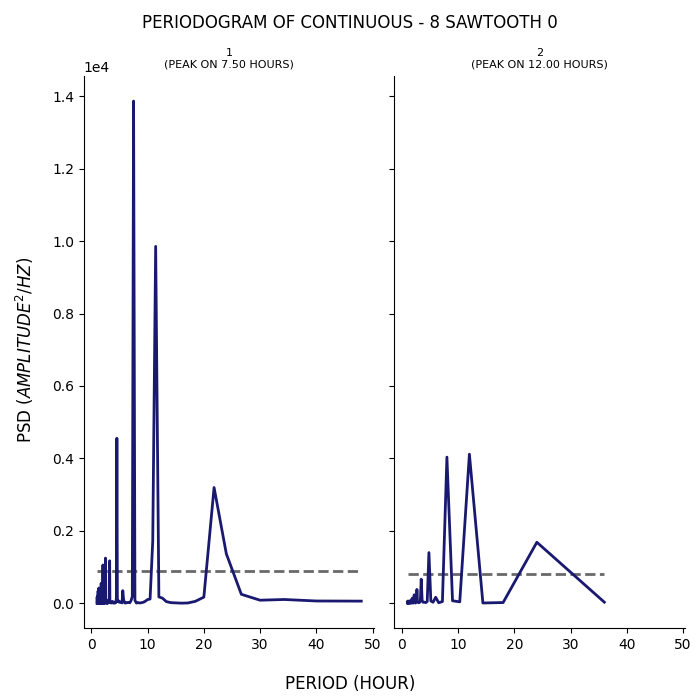 PERIODOGRAM OF CONTINUOUS - 8 SAWTOOTH 0
1
(PEAK ON 7.50 HOURS)
2
(PEAK ON 12.00 HOURS)
1e4
1.4
1.2
1.0
0.8
0.6
0.4
0.2
0.0
PSD (AMPLITUDE²/HZ)
0 10 20 30 40 50
0 10 20 30 40 50
PERIOD (HOUR)